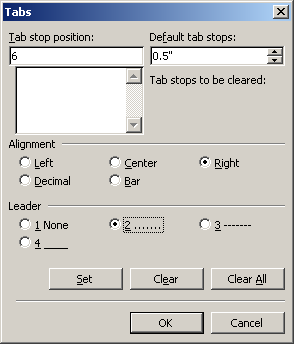 Tabs
Tab stop position: Default tab stops:
6 0.5"
Tab stops to be cleared:
Alignment
Left Center Right
Decimal Bar
Leader
1 None 2 ....... 3 -------
4 ____
Set Clear Clear All
OK Cancel